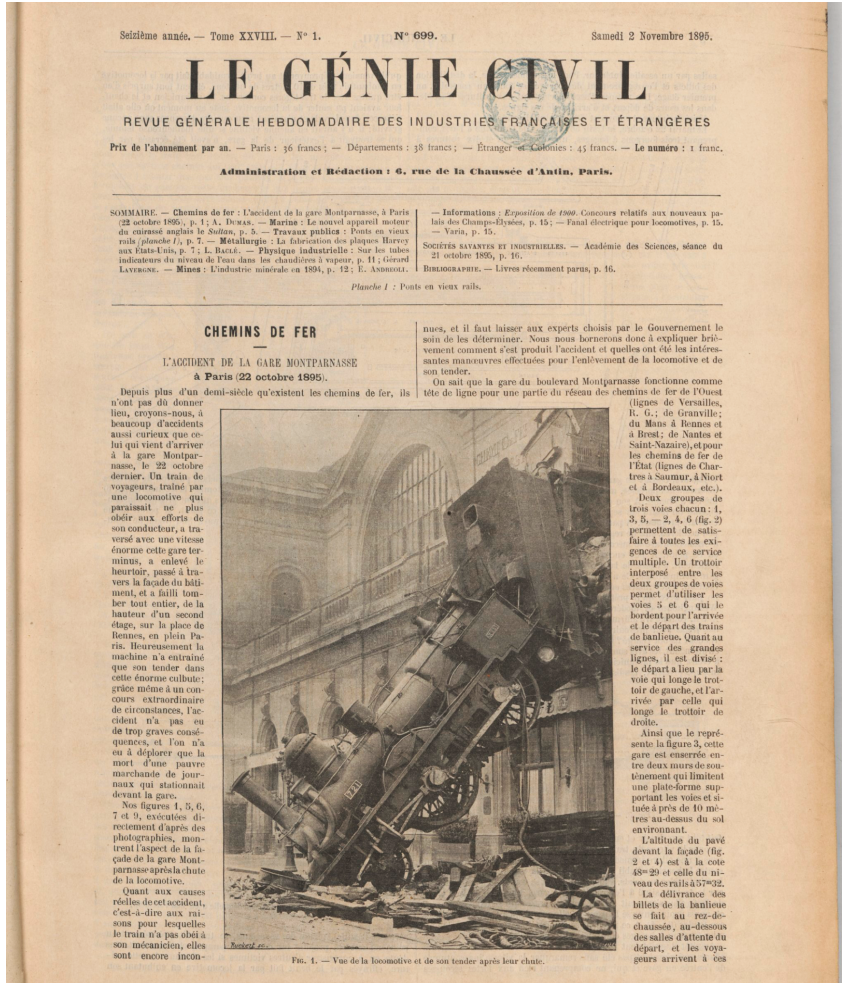 Seizième année. — Tome XXVIII. — N° 1.
N° 699.
Samedi 2 Novembre 1895.
LE GÉNIE CIVIL
REVUE GÉNÉRALE HEBDOMADAIRE DES INDUSTRIES FRANÇAISES ET ÉTRANGÈRES
Prix de l'abonnement par an. — Paris : 36 francs ; — Départements : 38 francs ; — Étranger et Colonies : 45 francs. — Le numéro : 1 franc.
Administration et Rédaction : 6, rue de la Chaussée d'Antin, Paris.
SOMMAIRE. — Chemins de fer : L'accident de la gare Montparnasse, à Paris
(22 octobre 1895), p. 1 ; A. DUMAS. — Marine : Le nouvel appareil moteur
du cuirassé anglais le Sultan, p. 5. — Travaux publics : Ponts en vieux
rails (planche I), p. 7. — Métallurgie : La fabrication des plaques Harvey
aux États-Unis, p. 7 ; L. BACLÉ. — Physique industrielle : Sur les tubes
indicateurs du niveau de l'eau dans les chaudières à vapeur, p. 11 ; Gérard
LAVERGNE. — Mines : L'industrie minérale en 1894, p. 12 ; E. ANDREOLI.
— Informations : Exposition de 1900. Concours relatifs aux nouveaux pa-
lais des Champs-Élysées, p. 15 ; — Fanal électrique pour locomotives, p. 15.
— Varia, p. 15.
SOCIÉTÉS SAVANTES ET INDUSTRIELLES. — Académie des Sciences, séance du
21 octobre 1895, p. 16.
BIBLIOGRAPHIE. — Livres récemment parus, p. 16.
Planche I : Ponts en vieux rails.
CHEMINS DE FER
L'ACCIDENT DE LA GARE MONTPARNASSE
à Paris (22 octobre 1895).
Depuis plus d'un demi-siècle qu'existent les chemins de fer, ils
n'ont pas dû donner
lieu, croyons-nous, à
beaucoup d'accidents
aussi curieux que ce-
lui qui vient d'arriver
à la gare Montpar-
nasse, le 22 octobre
dernier. Un train de
voyageurs, traîné par
une locomotive qui
paraissait ne plus
obéir aux efforts de
son conducteur, a tra-
versé avec une vitesse
énorme cette gare ter-
minus, a enlevé le
heurtoir, passé à tra-
vers la façade du bâti-
ment, et a failli tom-
ber tout entier, de la
hauteur d'un second
étage, sur la place de
Rennes, en plein Pa-
ris. Heureusement la
machine n'a entraîné
que son tender dans
cette énorme culbute ;
grâce même à un con-
cours extraordinaire
de circonstances, l'ac-
cident n'a pas eu
de trop graves consé-
quences, et l'on n'a
eu à déplorer que la
mort d'une pauvre
marchande de jour-
naux qui stationnait
devant la gare.
Nos figures 1, 5, 6,
7 et 9, exécutées di-
rectement d'après des
photographies, mon-
trent l'aspect de la fa-
çade de la gare Mont-
parnasse après la chute
de la locomotive.
Quant aux causes
réelles de cet accident,
c'est-à-dire aux rai-
sons pour lesquelles
le train n'a pas obéi à
son mécanicien, elles
sont encore incon-
nues, et il faut laisser aux experts choisis par le Gouvernement le
soin de les déterminer. Nous nous bornerons donc à expliquer briè-
vement comment s'est produit l'accident et quelles ont été les intéres-
santes manœuvres effectuées pour l'enlèvement de la locomotive et de
son tender.
On sait que la gare du boulevard Montparnasse fonctionne comme
tête de ligne pour une partie du réseau des chemins de fer de l'Ouest
(lignes de Versailles,
R. G.; de Granville;
du Mans à Rennes et
à Brest; de Nantes et
Saint-Nazaire), et pour
les chemins de fer de
l'État (lignes de Char-
tres à Saumur, à Niort
et à Bordeaux, etc.).
Deux groupes de
trois voies chacun : 1,
3, 5, — 2, 4, 6 (fig. 2)
permettent de satis-
faire à toutes les exi-
gences de ce service
multiple. Un trottoir
interposé entre les
deux groupes de voies
permet d'utiliser les
voies 5 et 6 qui le
bordent pour l'arrivée
et le départ des trains
de banlieue. Quant au
service des grandes
lignes, il est divisé :
le départ a lieu par la
voie qui longe le trot-
toir de gauche, et l'ar-
rivée par celle qui
longe le trottoir de
droite.
Ainsi que le repré-
sente la figure 3, cette
gare est enserrée en-
tre deux murs de sou-
tènement qui limitent
une plate-forme sup-
portant les voies et si-
tuée à près de 10 mè-
tres au-dessus du sol
environnant.
L'altitude du pavé
devant la façade (fig.
2 et 4) est à la cote
48m 29 et celle du ni-
veau des rails à 57m32.
La délivrance des
billets de la banlieue
se fait au rez-de-
chaussée, au-dessous
des salles d'attente du
départ, et les voya-
geurs arrivent à ces
721
FIG. 1. — Vue de la locomotive et de son tender après leur chute.